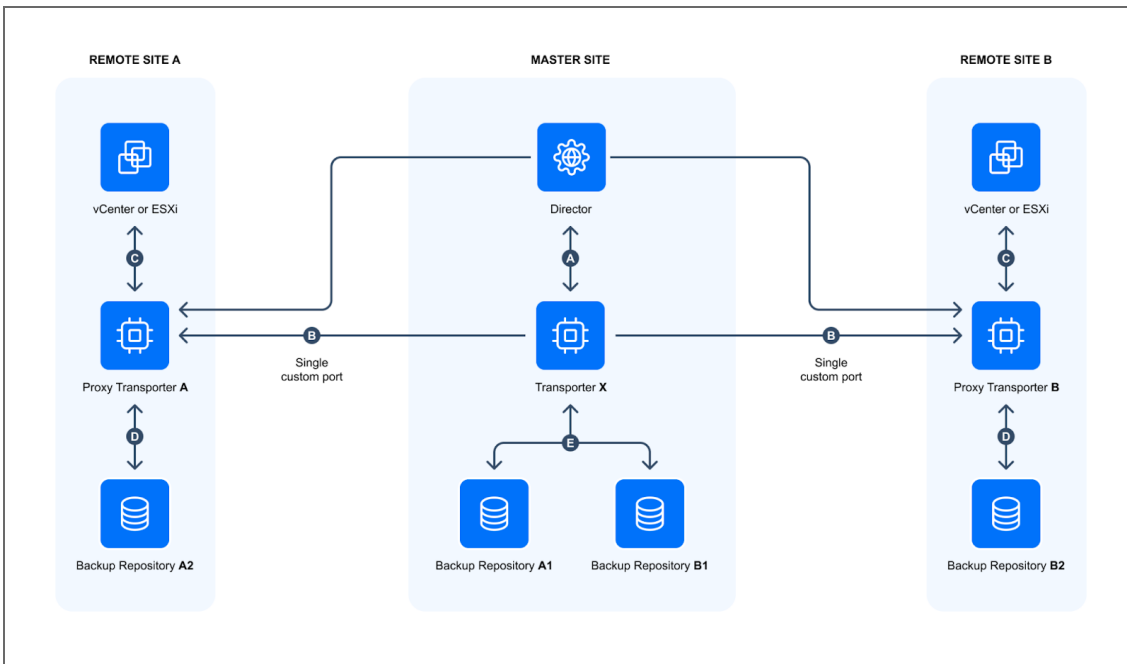 REMOTE SITE A
MASTER SITE
REMOTE SITE B
vCenter or ESXi
Director
vCenter or ESXi
C
A
C
B
B
Single
custom port
Single
custom port
Proxy Transporter A
Transporter X
Proxy Transporter B
D
E
D
Backup Repository A2
Backup Repository A1
Backup Repository B1
Backup Repository B2